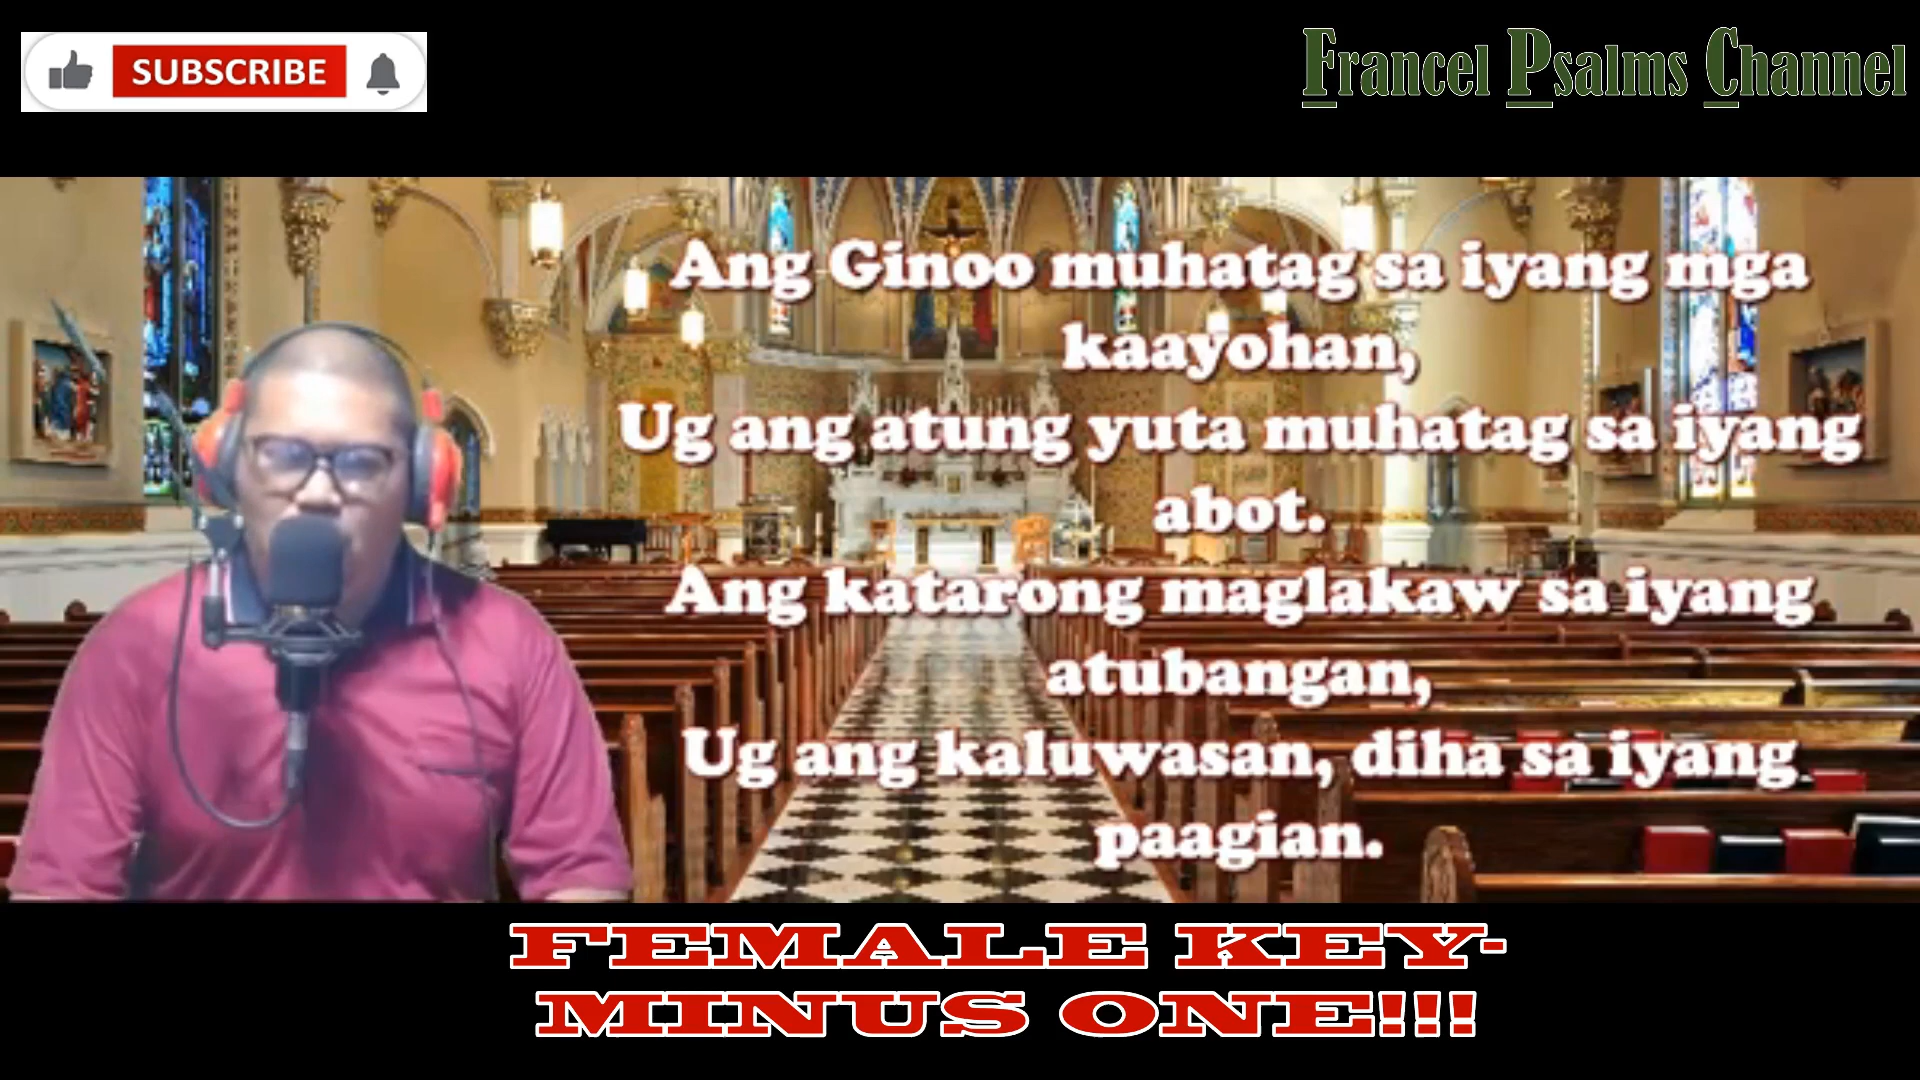 SUBSCRIBE
Francel Psalms Channel
Ang Ginoo muhatag sa iyang mga
kaayohan,
Ug ang atung yuta muhatag sa iyang
abot.
Ang katarong maglakaw sa iyang
atubangan,
Ug ang kaluwasan, diha sa iyang
paagian.
FEMALE KEY-
MINUS ONE!!!